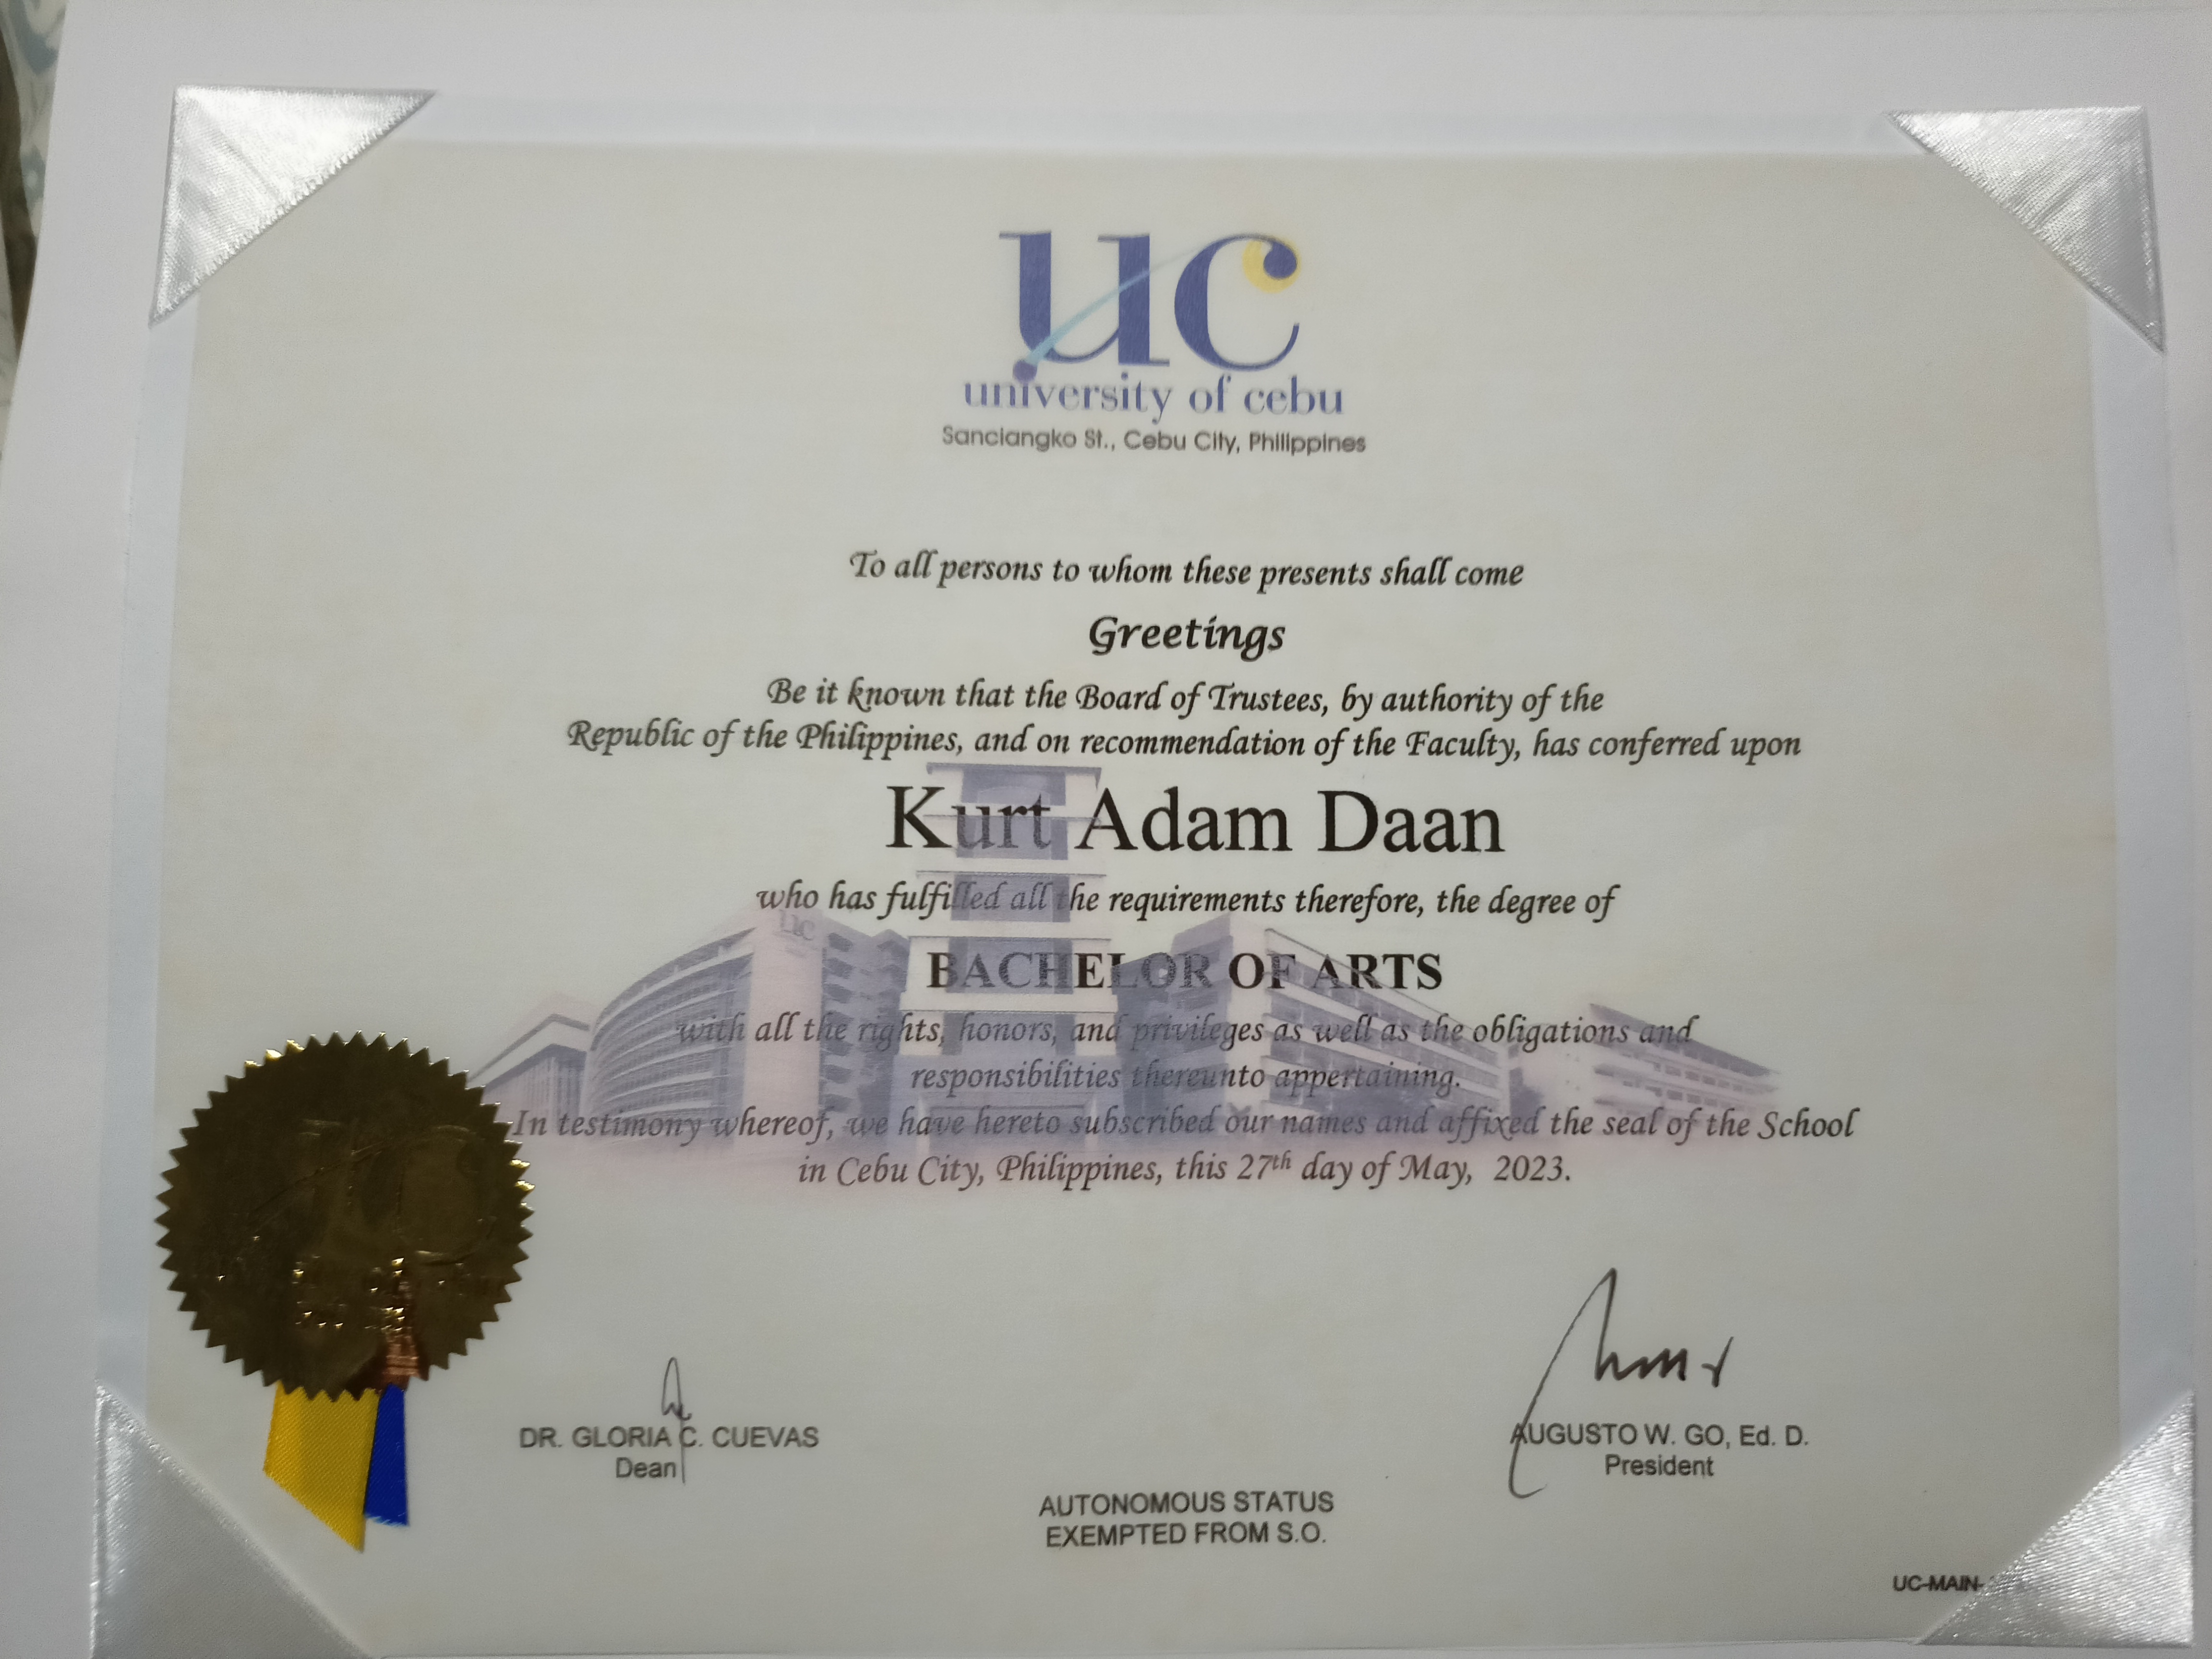 uc
university of cebu
Sanciangko St., Cebu City, Philippines
To all persons to whom these presents shall come
Greetings
Be it known that the Board of Trustees, by authority of the
Republic of the Philippines, and on recommendation of the Faculty, has conferred upon
Kurt Adam Daan
who has fulfilled all the requirements therefore, the degree of
BACHELOR OF ARTS
with all the rights, honors, and privileges as well as the obligations and
responsibilities thereunto appertaining.
In testimony whereof, we have hereto subscribed our names and affixed the seal of the School
in Cebu City, Philippines, this 27th day of May, 2023.
DR. GLORIA C. CUEVAS
Dean
AUGUSTO W. GO, Ed. D.
President
AUTONOMOUS STATUS
EXEMPTED FROM S.O.
UC-MAIN-